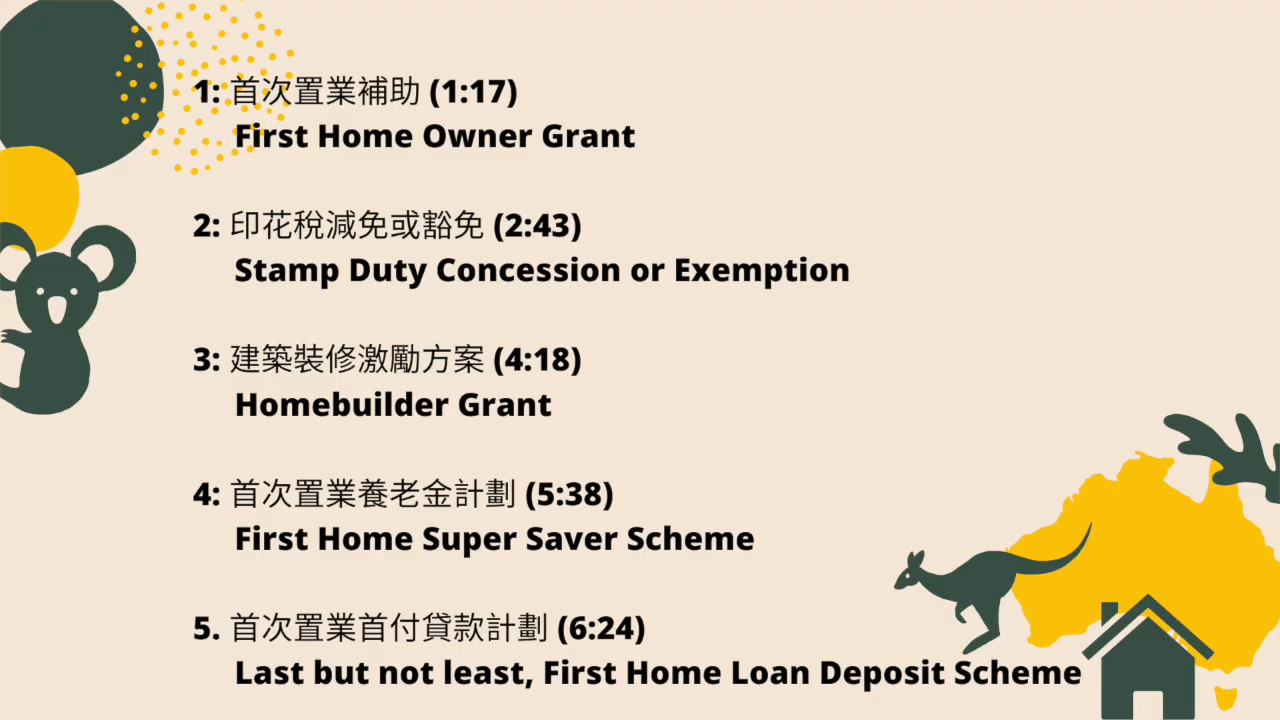 1: 首次置業補助 (1:17)
First Home Owner Grant
2: 印花稅減免或豁免 (2:43)
Stamp Duty Concession or Exemption
3: 建築裝修激勵方案 (4:18)
Homebuilder Grant
4: 首次置業養老金計劃 (5:38)
First Home Super Saver Scheme
5. 首次置業首付貸款計劃 (6:24)
Last but not least, First Home Loan Deposit Scheme